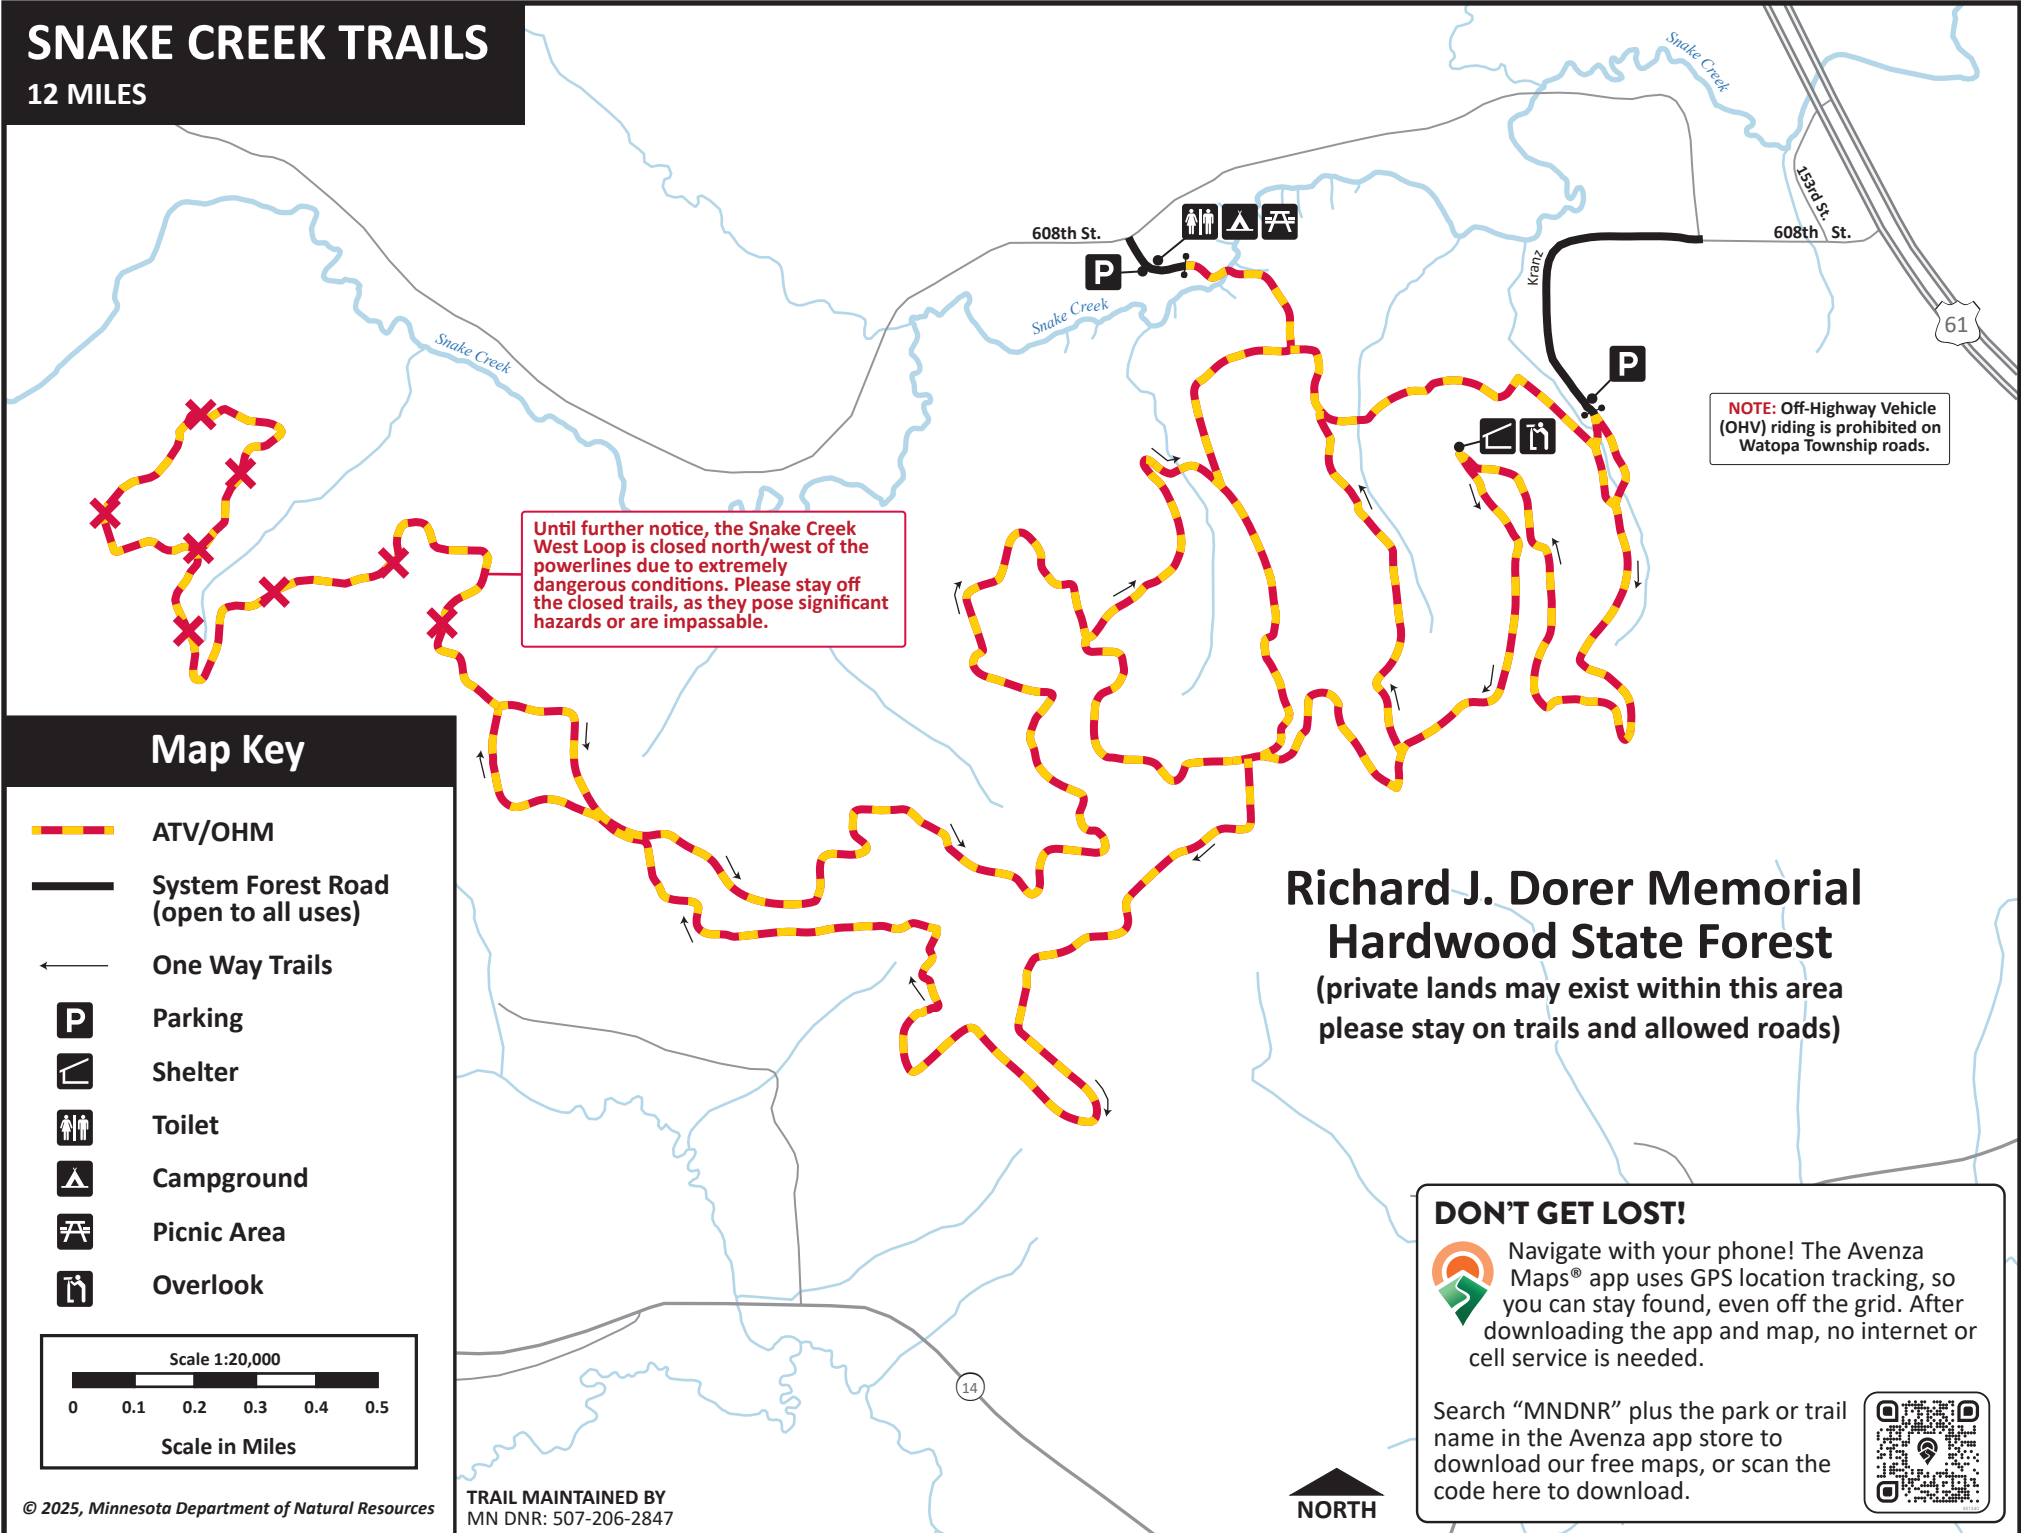 SNAKE CREEK TRAILS
12 MILES
Snake Creek
153rd St.
608th St.
608th St.
Kranz
P
Snake Creek
61
P
Snake Creek
NOTE: Off-Highway Vehicle
(OHV) riding is prohibited on
Watopa Township roads.
Until further notice, the Snake Creek
West Loop is closed north/west of the
powerlines due to extremely
dangerous conditions. Please stay off
the closed trails, as they pose significant
hazards or are impassable.
Map Key
ATV/OHM
System Forest Road
(open to all uses)
One Way Trails
P
Parking
Shelter
Toilet
Campground
Picnic Area
Overlook
Scale 1:20,000
0 0.1 0.2 0.3 0.4 0.5
Scale in Miles
© 2025, Minnesota Department of Natural Resources
Richard J. Dorer Memorial
Hardwood State Forest
(private lands may exist within this area
please stay on trails and allowed roads)
14
TRAIL MAINTAINED BY
MN DNR: 507-206-2847
NORTH
DON'T GET LOST!
Navigate with your phone! The Avenza
Maps® app uses GPS location tracking, so
you can stay found, even off the grid. After
downloading the app and map, no internet or
cell service is needed.
Search “MNDNR” plus the park or trail
name in the Avenza app store to
download our free maps, or scan the
code here to download.